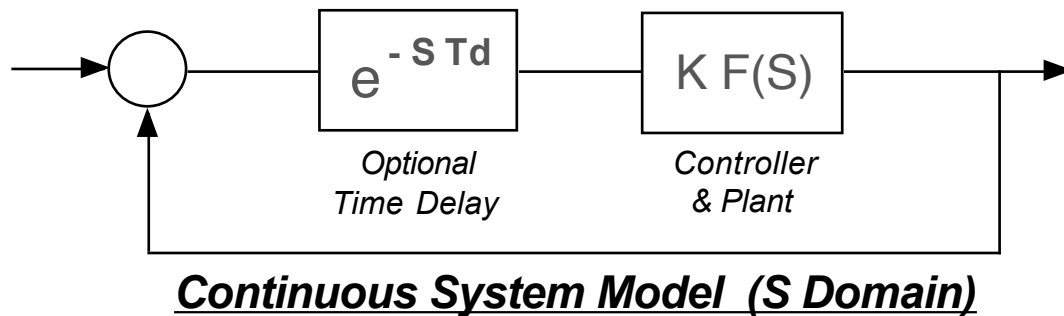 e - S Td
K F(S)
Optional
Time Delay
Controller
& Plant
Continuous System Model (S Domain)